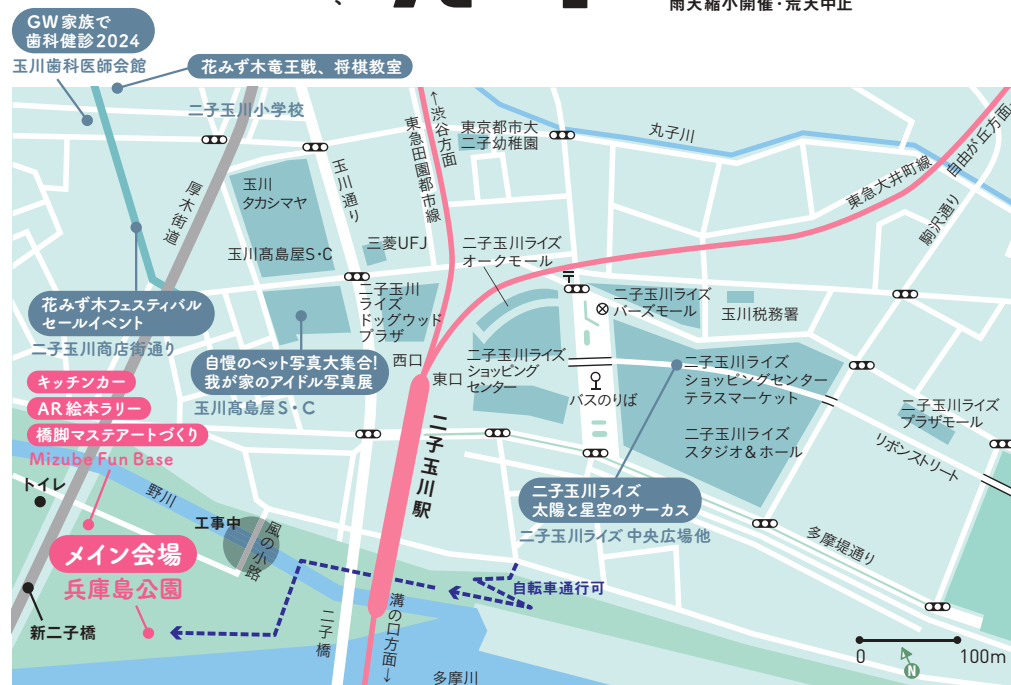 雨天縮小開催・荒天中止
GW家族で
歯科健診2024
玉川歯科医師会館
花みず木竜王戦、将棋教室
二子玉川小学校
←渋谷方面
東急田園都市線
東京都市大
二子幼稚園
丸子川
自由が丘方面→
東急大井町線
駒沢通り
厚木街道
玉川
タカシマヤ
玉川通り
玉川髙島屋S・C
三菱UFJ
二子玉川ライズ
オークモール
二子玉川
ライズ
ドッグウッド
プラザ
二子玉川ライズ
バーズモール
玉川税務署
花みず木フェスティバル
セールイベント
二子玉川商店街通り
自慢のペット写真大集合!
我が家のアイドル写真展
玉川髙島屋S・C
西口
東口
二子玉川ライズ
ショッピング
センター
バスのりば
二子玉川ライズ
ショッピングセンター
テラスマーケット
二子玉川ライズ
スタジオ&ホール
二子玉川ライズ
プラザモール
リボンストリート
キッチンカー
AR絵本ラリー
橋脚マステアートづくり
Mizube Fun Base
二子玉川駅
トイレ
野川
工事中
風の小路
二子玉川ライズ
太陽と星空のサーカス
二子玉川ライズ 中央広場他
多摩堤通り
メイン会場
兵庫島公園
自転車通行可
新二子橋
二子橋
溝の口方面→
多摩川
0
100m
N